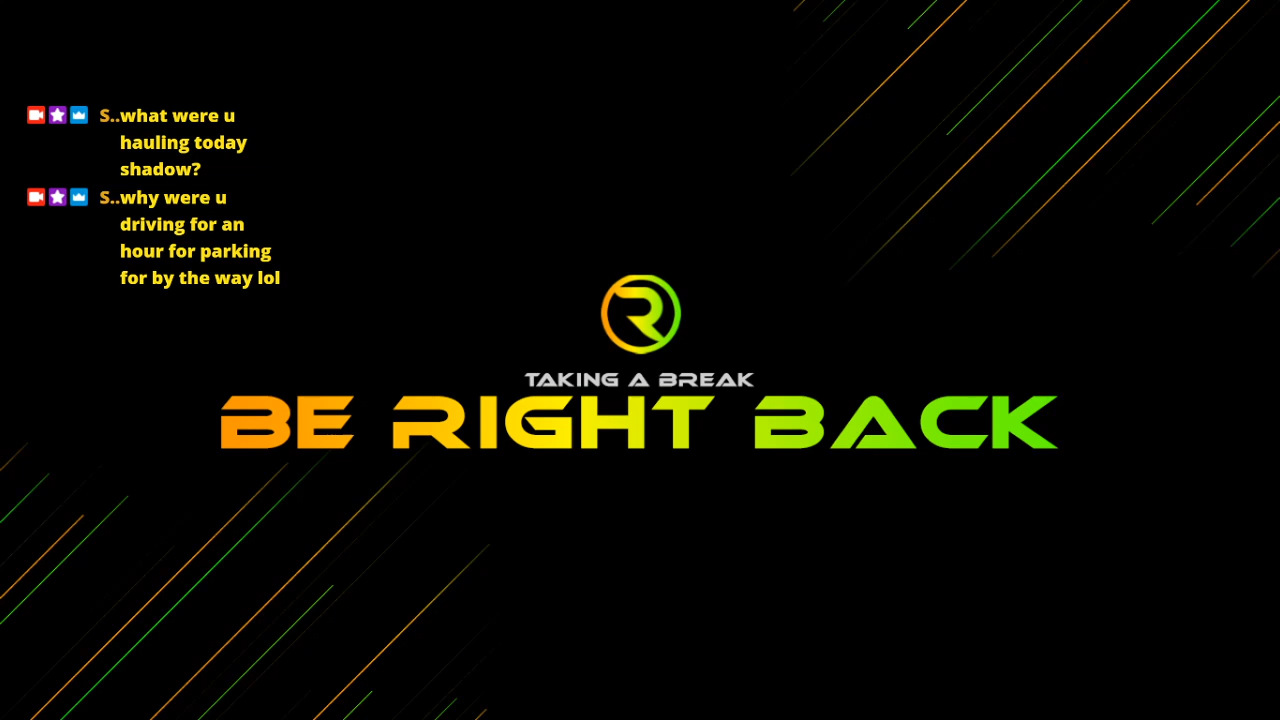 S..what were u
hauling today
shadow?
S..why were u
driving for an
hour for parking
for by the way lol
R
TAKING A BREAK
BE RIGHT BACK